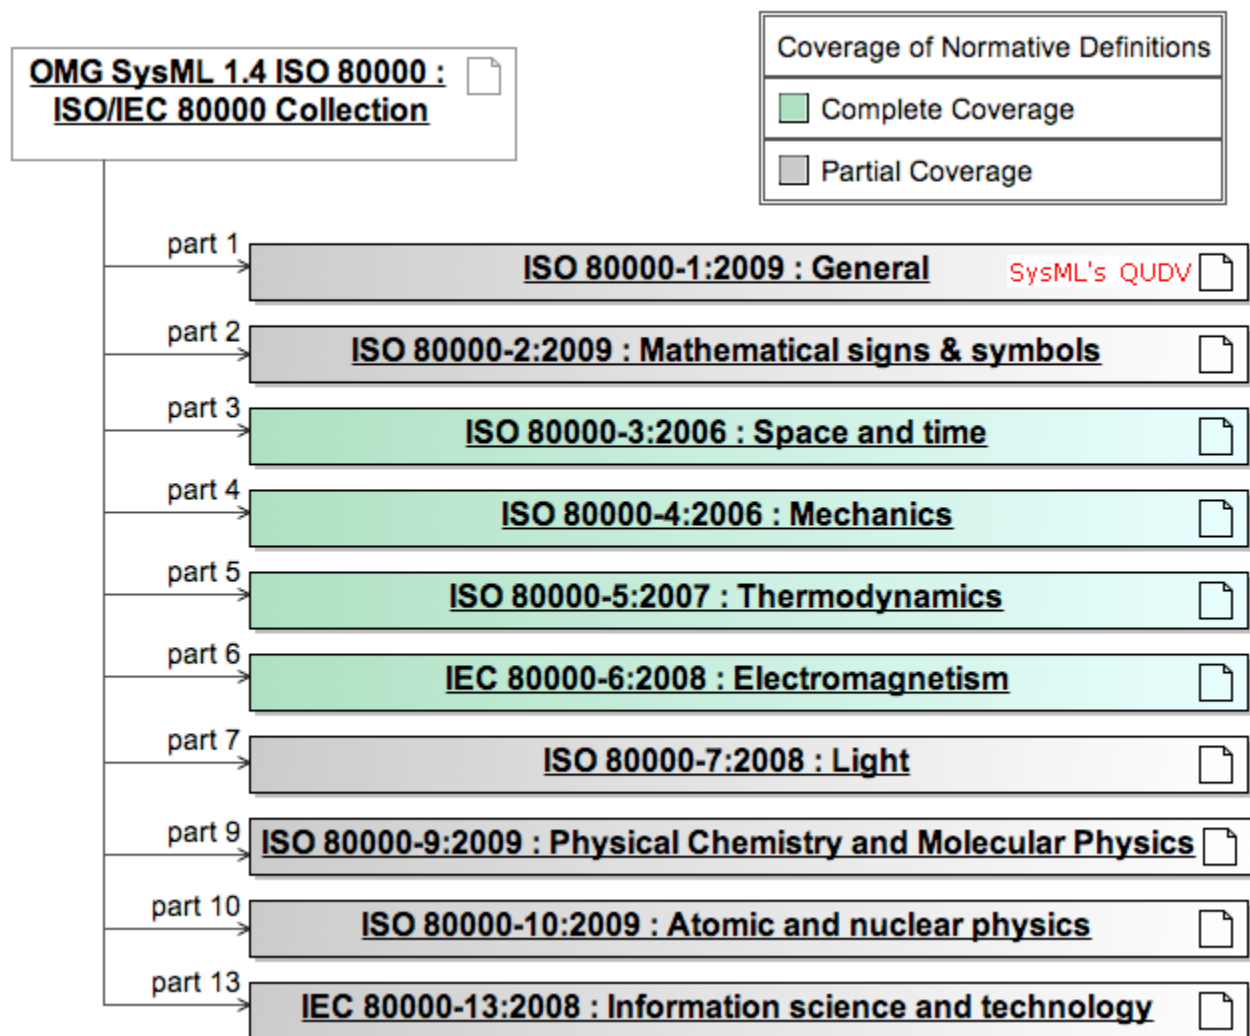 OMG SysML 1.4 ISO 80000 :
ISO/IEC 80000 Collection
Coverage of Normative Definitions
Complete Coverage
Partial Coverage
part 1
ISO 80000-1:2009 : General
SysML's QUDV
part 2
ISO 80000-2:2009 : Mathematical signs & symbols
part 3
ISO 80000-3:2006 : Space and time
part 4
ISO 80000-4:2006 : Mechanics
part 5
ISO 80000-5:2007 : Thermodynamics
part 6
IEC 80000-6:2008 : Electromagnetism
part 7
ISO 80000-7:2008 : Light
part 9
ISO 80000-9:2009 : Physical Chemistry and Molecular Physics
part 10
ISO 80000-10:2009 : Atomic and nuclear physics
part 13
IEC 80000-13:2008 : Information science and technology